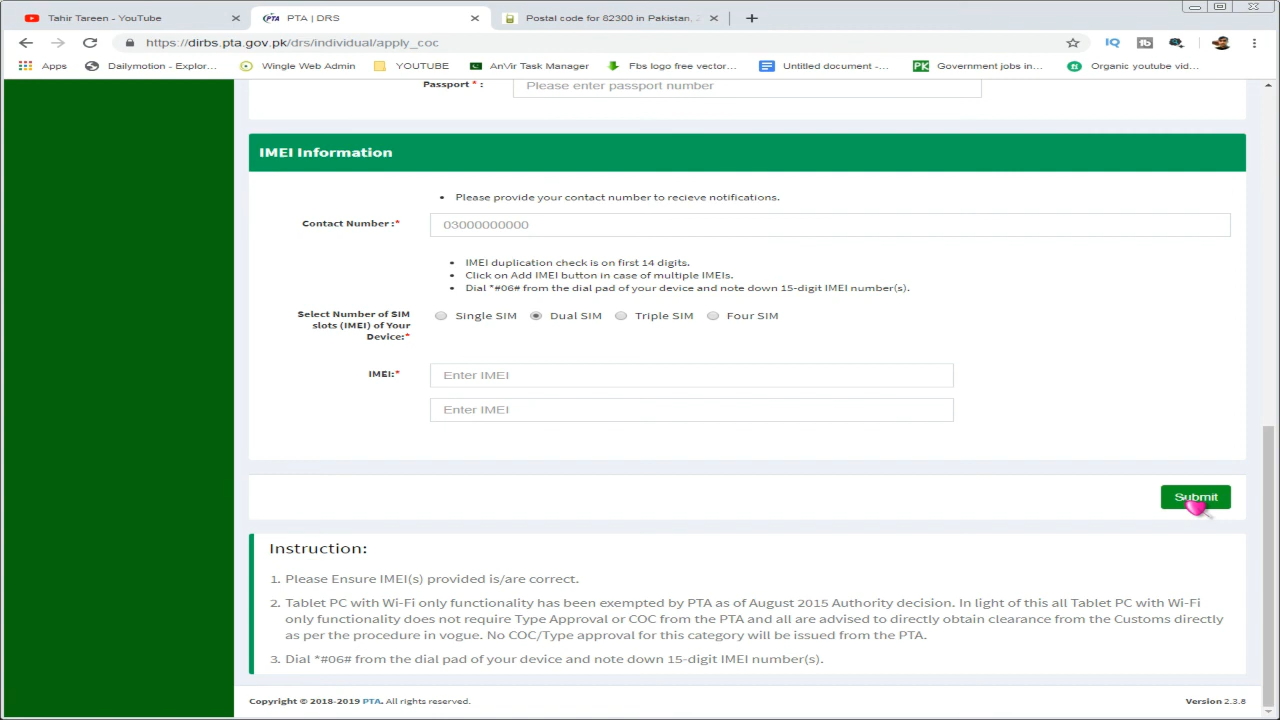 Tahir Tareen - YouTube
PTA | DRS
Postal code for 82300 in Pakistan,
https://dirbs.pta.gov.pk/drs/individual/apply_coc
Apps
Dailymotion - Explor...
Wingle Web Admin
YOUTUBE
AnVir Task Manager
Fbs logo free vector...
Untitled document -...
Government jobs in...
Organic youtube vid...
Passport * :
Please enter passport number
IMEI Information
• Please provide your contact number to recieve notifications.
Contact Number :*
03000000000
• IMEI duplication check is on first 14 digits.
• Click on Add IMEI button in case of multiple IMEIs.
• Dial *#06# from the dial pad of your device and note down 15-digit IMEI number(s).
Select Number of SIM
slots (IMEI) of Your
Device:*
Single SIM
Dual SIM
Triple SIM
Four SIM
IMEI:*
Enter IMEI
Enter IMEI
Submit
Instruction:
1. Please Ensure IMEI(s) provided is/are correct.
2. Tablet PC with Wi-Fi only functionality has been exempted by PTA as of August 2015 Authority decision. In light of this all Tablet PC with Wi-Fi
only functionality does not require Type Approval or COC from the PTA and all are advised to directly obtain clearance from the Customs directly
as per the procedure in vogue. No COC/Type approval for this category will be issued from the PTA.
3. Dial *#06# from the dial pad of your device and note down 15-digit IMEI number(s).
Copyright © 2018-2019 PTA. All rights reserved.
Version 2.3.8